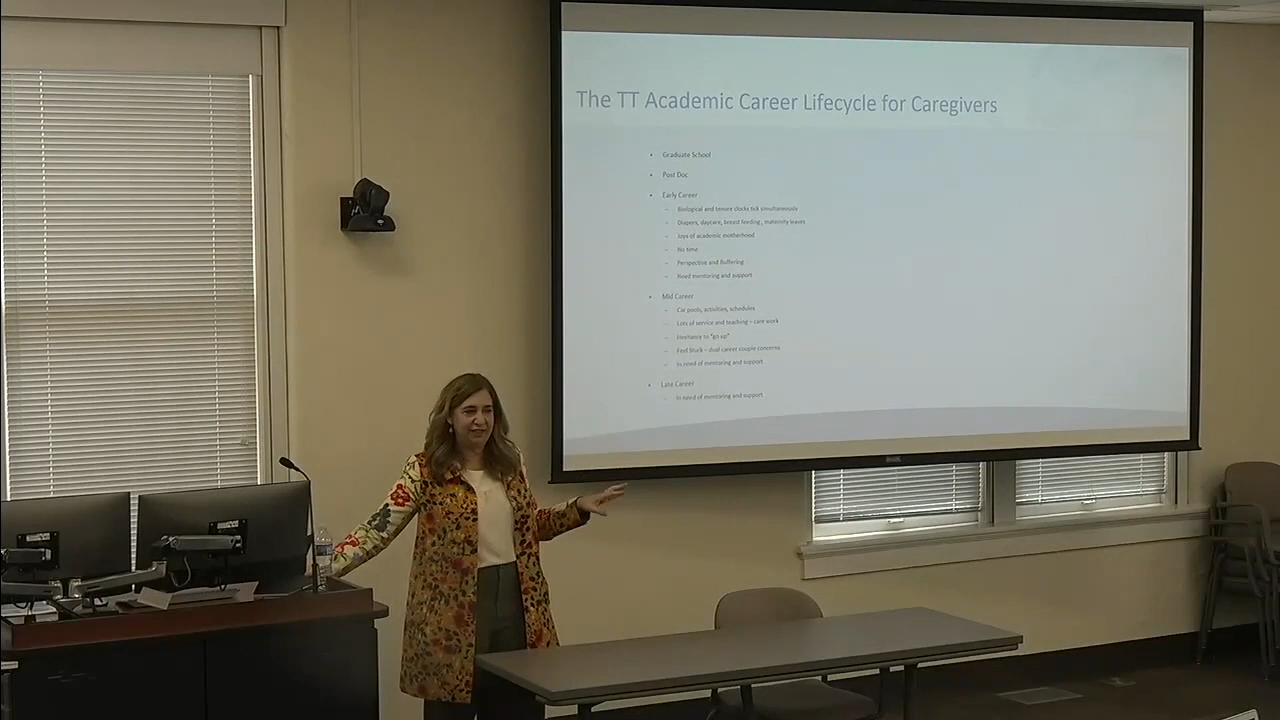 The TT Academic Career Lifecycle for Caregivers
• Graduate School
• Post Doc
• Early Career
– Biological and tenure clocks tick simultaneously
– Diapers, daycare, breast feeding, maternity leaves
– Joys of academic motherhood
– No time
– Perspective and Buffering
– Need mentoring and support
• Mid Career
– Car pools, activities, schedules
– Lots of service and teaching – care work
– Hesitance to "go up"
– Feel Stuck – dual career couple concerns
– In need of mentoring and support
• Late Career
– In need of mentoring and support